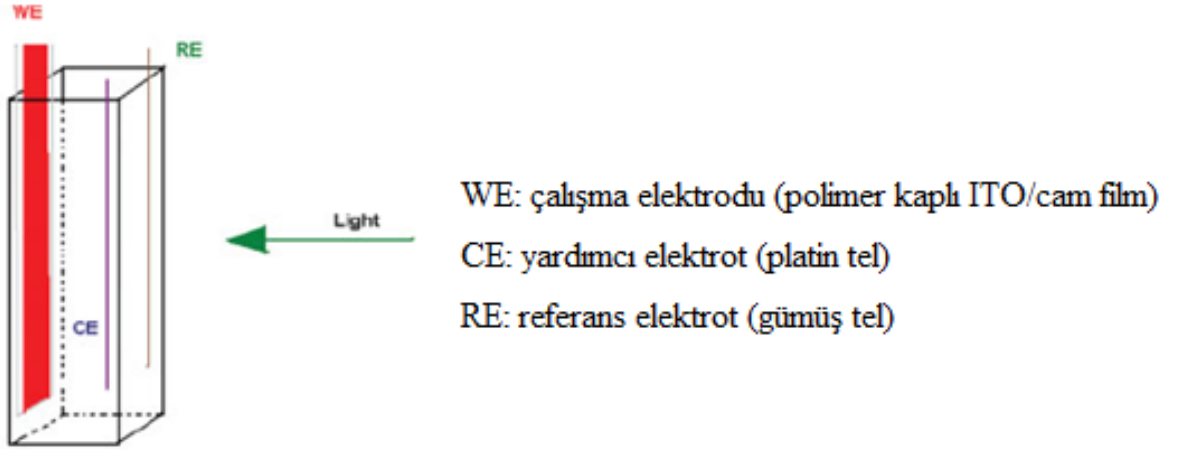 WE
RE
Light
CE
WE: çalışma elektrodu (polimer kaplı ITO/cam film)
CE: yardımcı elektrot (platin tel)
RE: referans elektrot (gümüş tel)